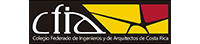 cfia
Colegio Federado de Ingenieros y de Arquitectos de Costa Rica